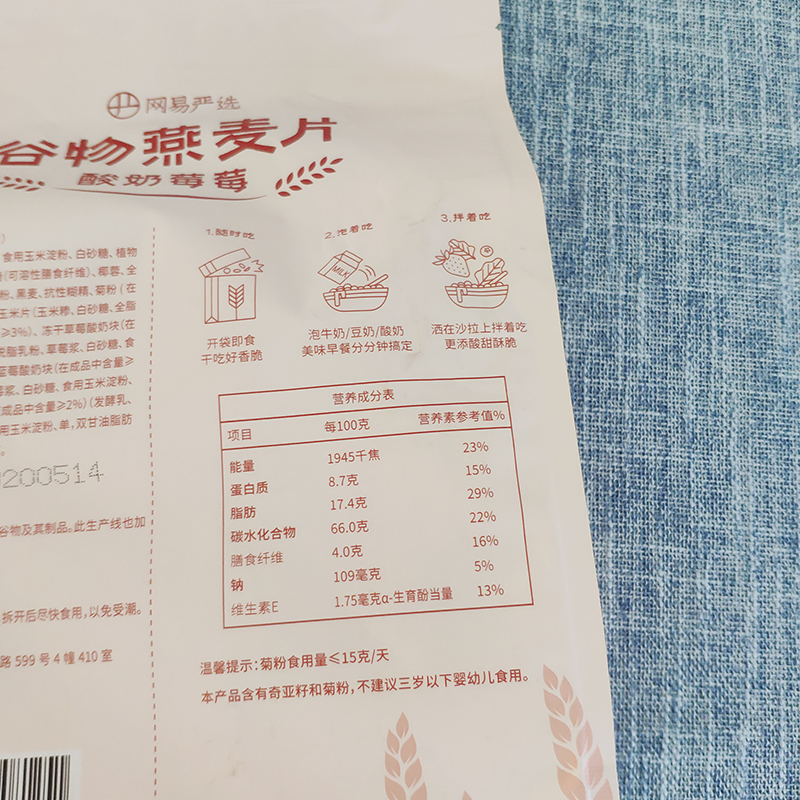 网易严选
谷物燕麦片
酸奶莓莓
食用玉米淀粉、白砂糖、植物
(可溶性膳食纤维)、椰蓉、全
粉、黑麦、抗性糊精、菊粉(在
玉米片(玉米糁、白砂糖、全脂
≥3%)、冻干草莓酸奶块(在
脱脂乳粉、草莓浆、白砂糖、食
蓝莓酸奶块(在成品中含量≥
莓浆、白砂糖、食用玉米淀粉、
成品中含量≥2%)(发酵乳、
用玉米淀粉、单,双甘油脂肪
0200514
谷物及其制品。此生产线也加
拆开后尽快食用,以免受潮。
路 599 号 4 幢 410 室
1.随时吃
2.泡着吃
3.拌着吃
MILK
开袋即食
干吃好香脆
泡牛奶/豆奶/酸奶
美味早餐分分钟搞定
洒在沙拉上拌着吃
更添酸甜酥脆
营养成分表
项目 每100克 营养素参考值%
能量 1945千焦 23%
蛋白质 8.7克 15%
脂肪 17.4克 29%
碳水化合物 66.0克 22%
膳食纤维 4.0克 16%
钠 109毫克 5%
维生素E 1.75毫克α-生育酚当量 13%
温馨提示:菊粉食用量≤15克/天
本产品含有奇亚籽和菊粉,不建议三岁以下婴幼儿食用。